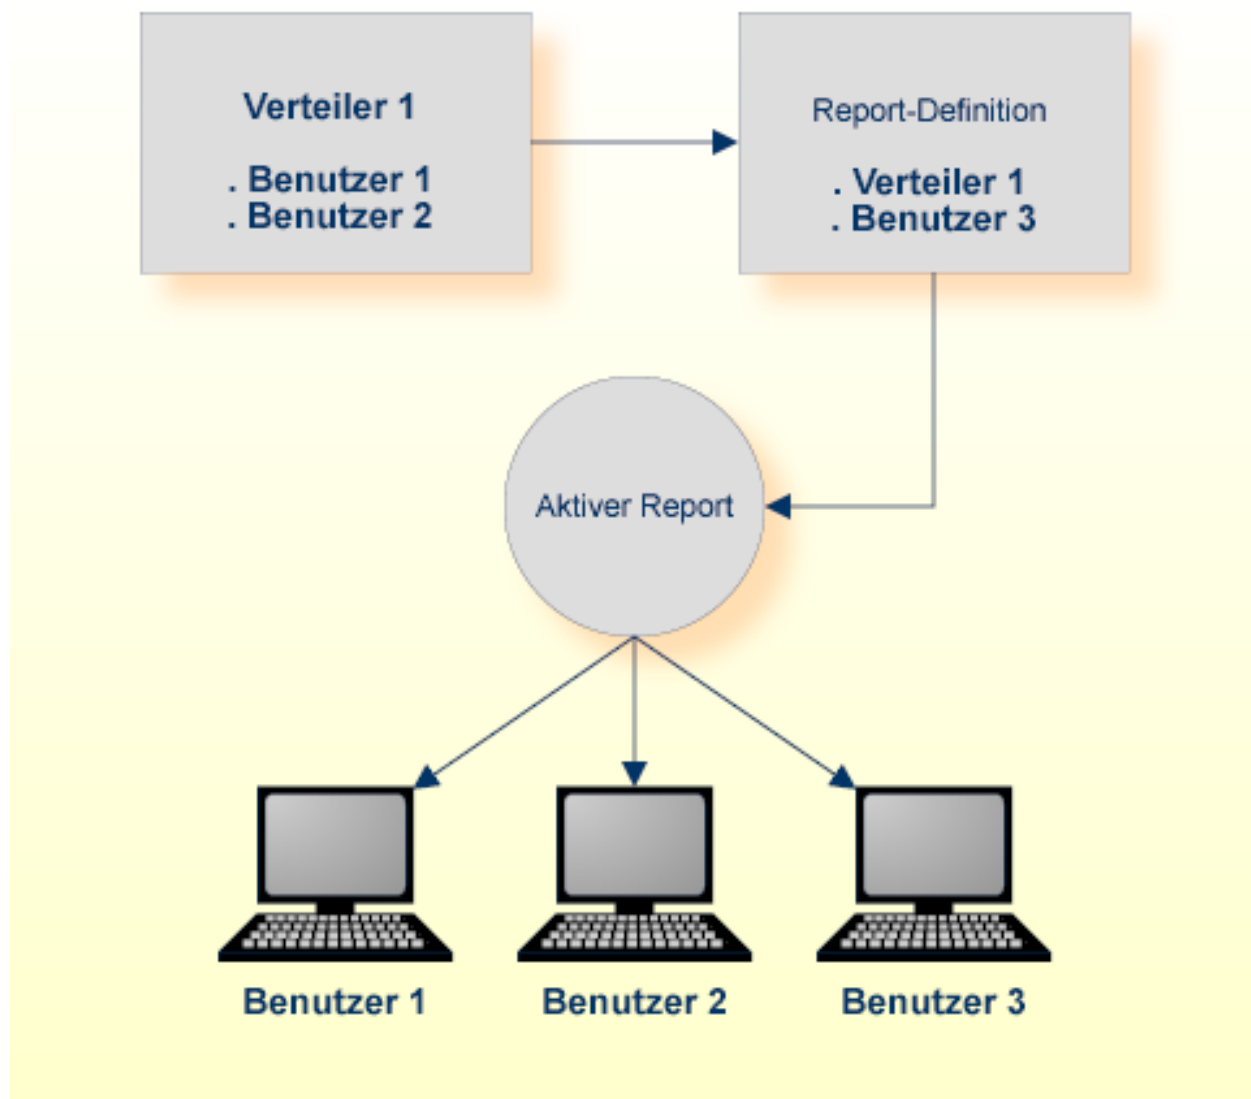 Verteiler 1
. Benutzer 1
. Benutzer 2
Report-Definition
. Verteiler 1
. Benutzer 3
Aktiver Report
Benutzer 1
Benutzer 2
Benutzer 3